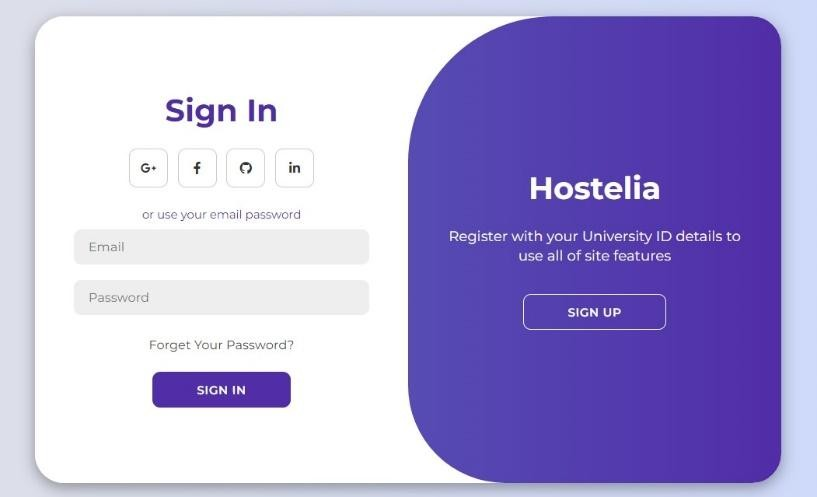 Sign In
G+ f in
or use your email password
Email
Password
Forget Your Password?
SIGN IN
Hostelia
Register with your University ID details to
use all of site features
SIGN UP